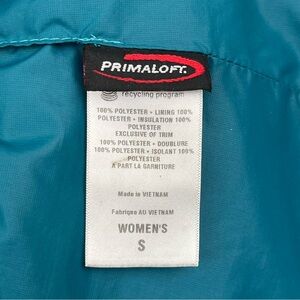 PRIMALOFT.
recycling program
100% POLYESTER • LINING 100%
POLYESTER • INSULATION 100%
POLYESTER
EXCLUSIVE OF TRIM
100% POLYESTER • DOUBLURE
100% POLYESTER • ISOLANT 100%
POLYESTER
A PART LA GARNITURE
Made in VIETNAM
Fabriqué AU VIETNAM
WOMEN'S
S